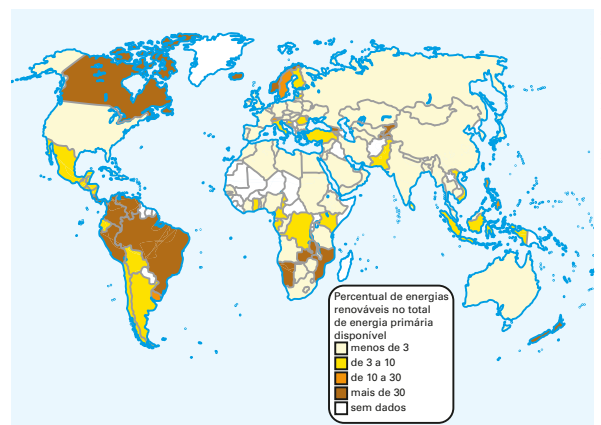 Percentual de energias
renováveis no total
de energia primária
disponível
menos de 3
de 3 a 10
de 10 a 30
mais de 30
sem dados